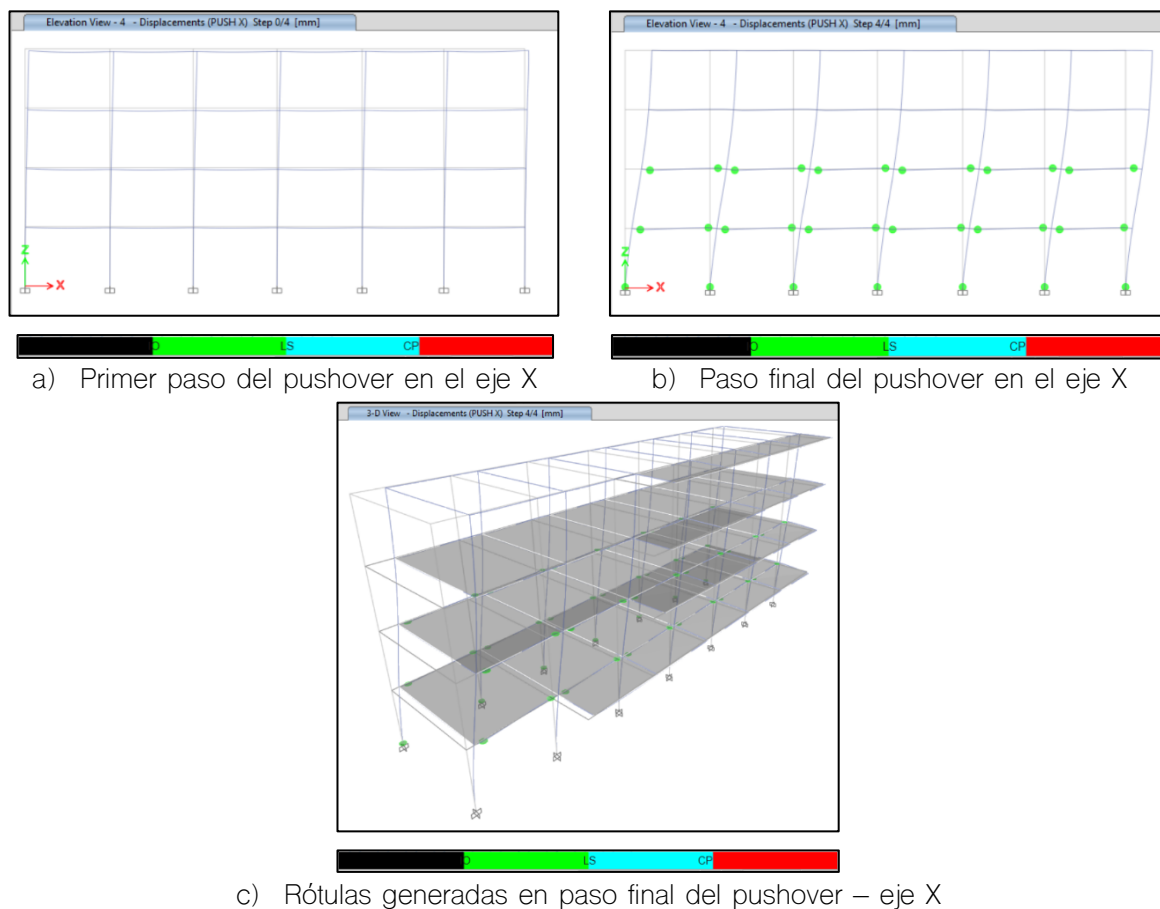 Elevation View - 4 - Displacements (PUSH X) Step 0/4 [mm]
Elevation View - 4 - Displacements (PUSH X) Step 4/4 [mm]
Z
X
Z
X
IO LS CP
IO LS CP
a) Primer paso del pushover en el eje X
b) Paso final del pushover en el eje X
3-D View - Displacements (PUSH X) Step 4/4 [mm]
IO LS CP
c) Rótulas generadas en paso final del pushover – eje X